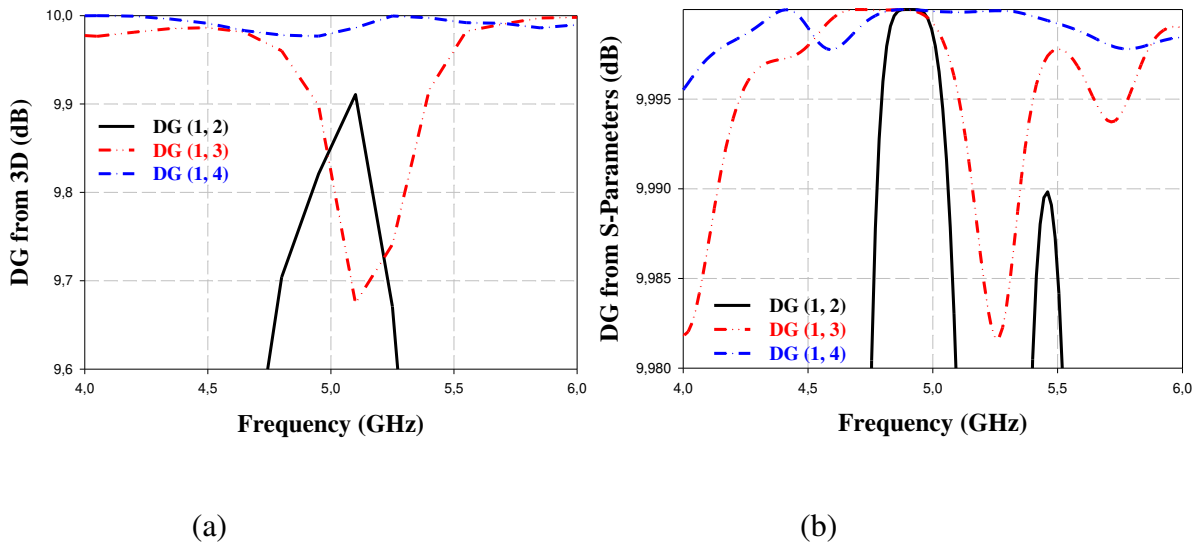 DG from 3D (dB)
10,0
9,9
9,8
9,7
9,6
DG (1, 2)
DG (1, 3)
DG (1, 4)
4,0 4,5 5,0 5,5 6,0
Frequency (GHz)
(a)
DG from S-Parameters (dB)
9,995
9,990
9,985
9,980
DG (1, 2)
DG (1, 3)
DG (1, 4)
4,0 4,5 5,0 5,5 6,0
Frequency (GHz)
(b)